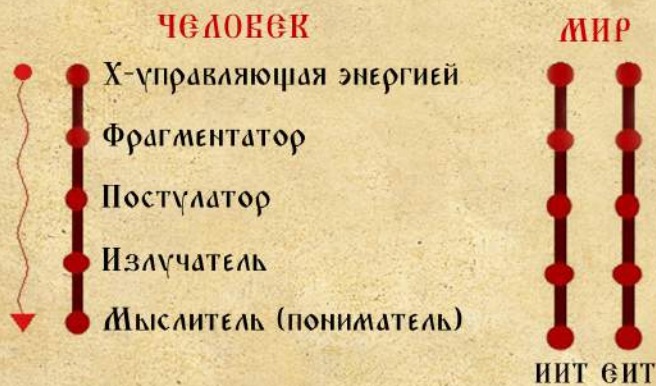 ЧЕЛОВЕК
МИР
Х-управляющая энергией
Фрагментатор
Постулатор
Излучатель
Мыслитель (пониматель)
ИИТ ЕИТ